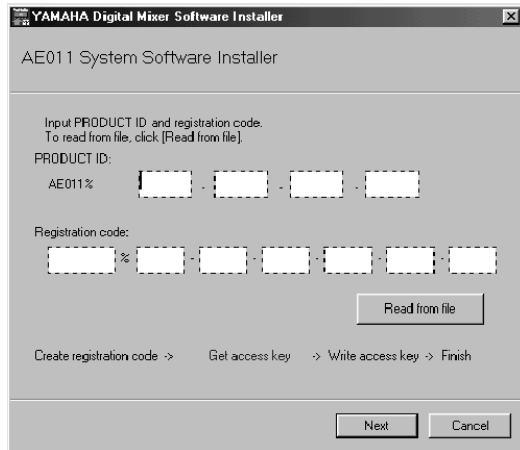 YAMAHA Digital Mixer Software Installer
AE011 System Software Installer
Input PRODUCT ID and registration code.
To read from file, click [Read from file].
PRODUCT ID:
AE011% - - -
Registration code:
% - - - - -
Read from file
Create registration code -> Get access key -> Write access key -> Finish
Next Cancel